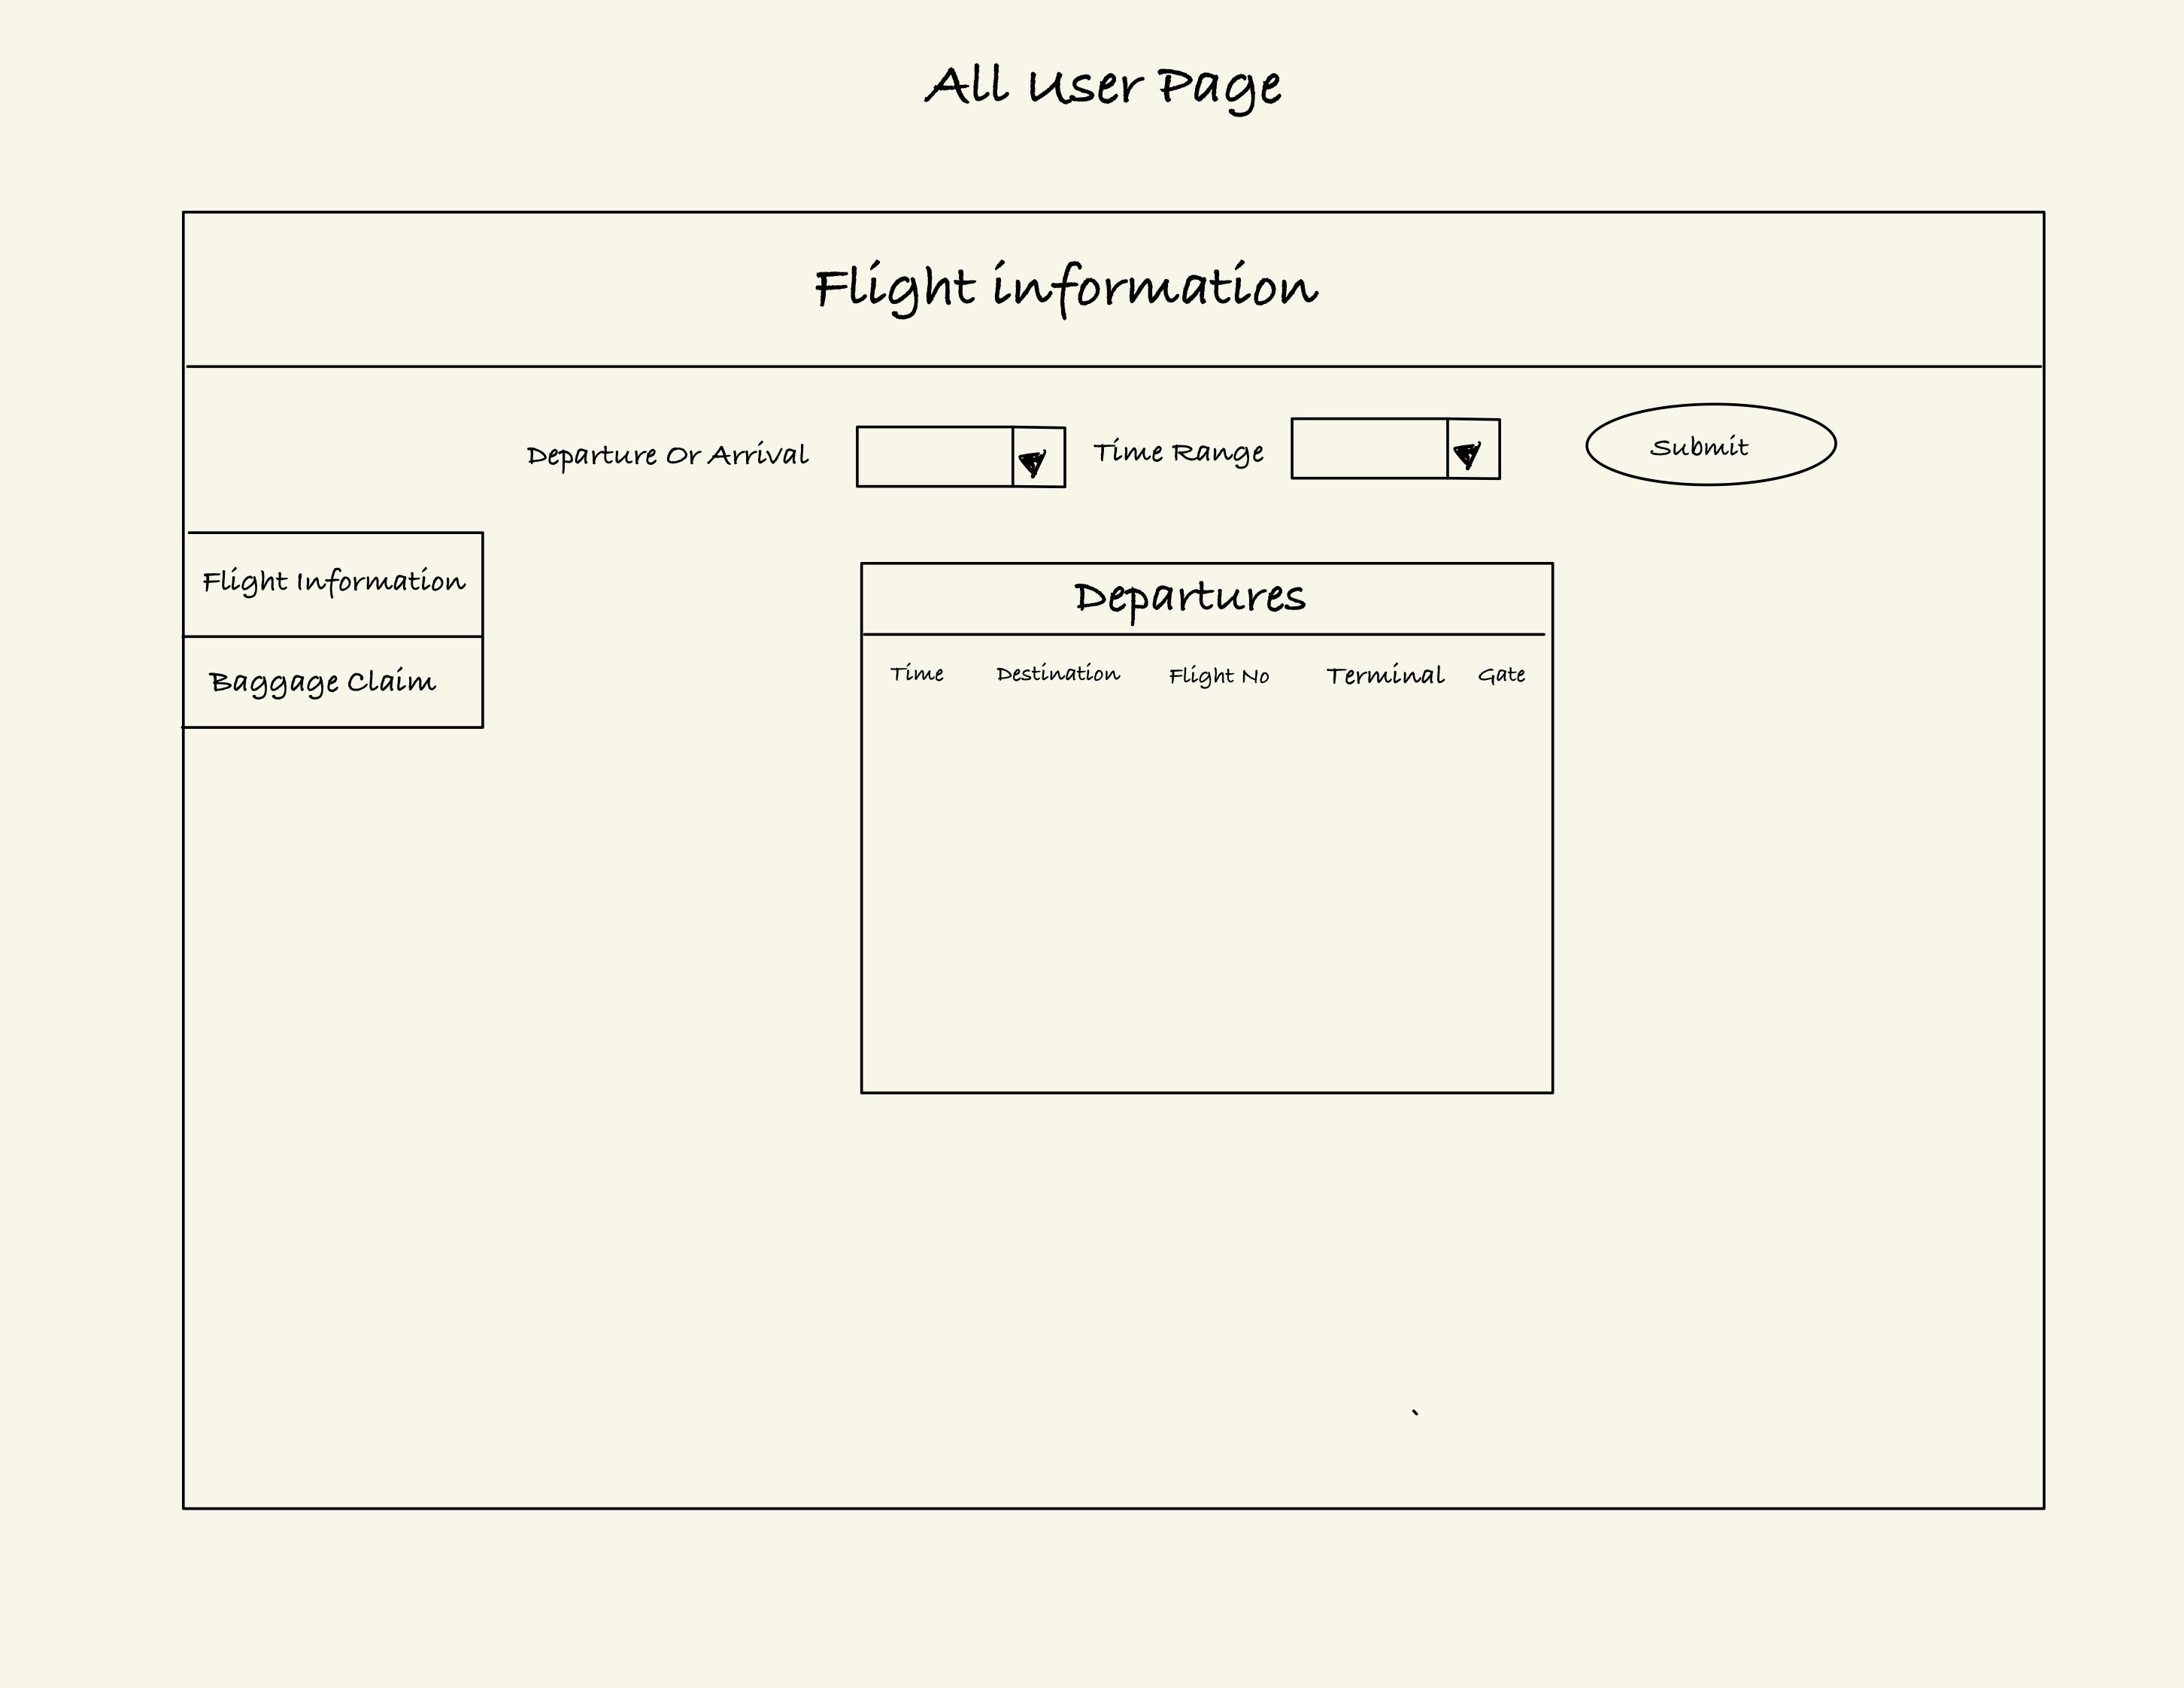 All User Page
Flight information
Departure Or Arrival
Time Range
Submit
Flight Information
Baggage Claim
Departures
Time Destination Flight No Terminal Gate